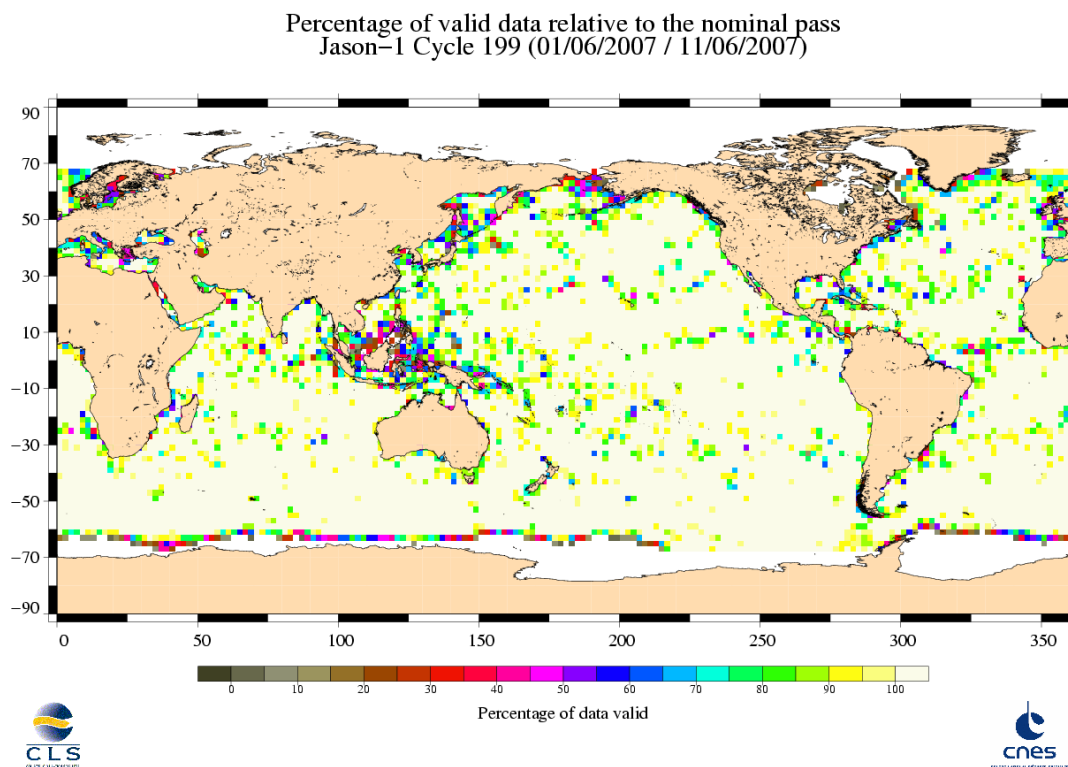 Percentage of valid data relative to the nominal pass
Jason−1 Cycle 199 (01/06/2007 / 11/06/2007)
90
70
50
30
10
−10
−30
−50
−70
−90
0 50 100 150 200 250 300 350
0 10 20 30 40 50 60 70 80 90 100
Percentage of data valid
CLS
cnes